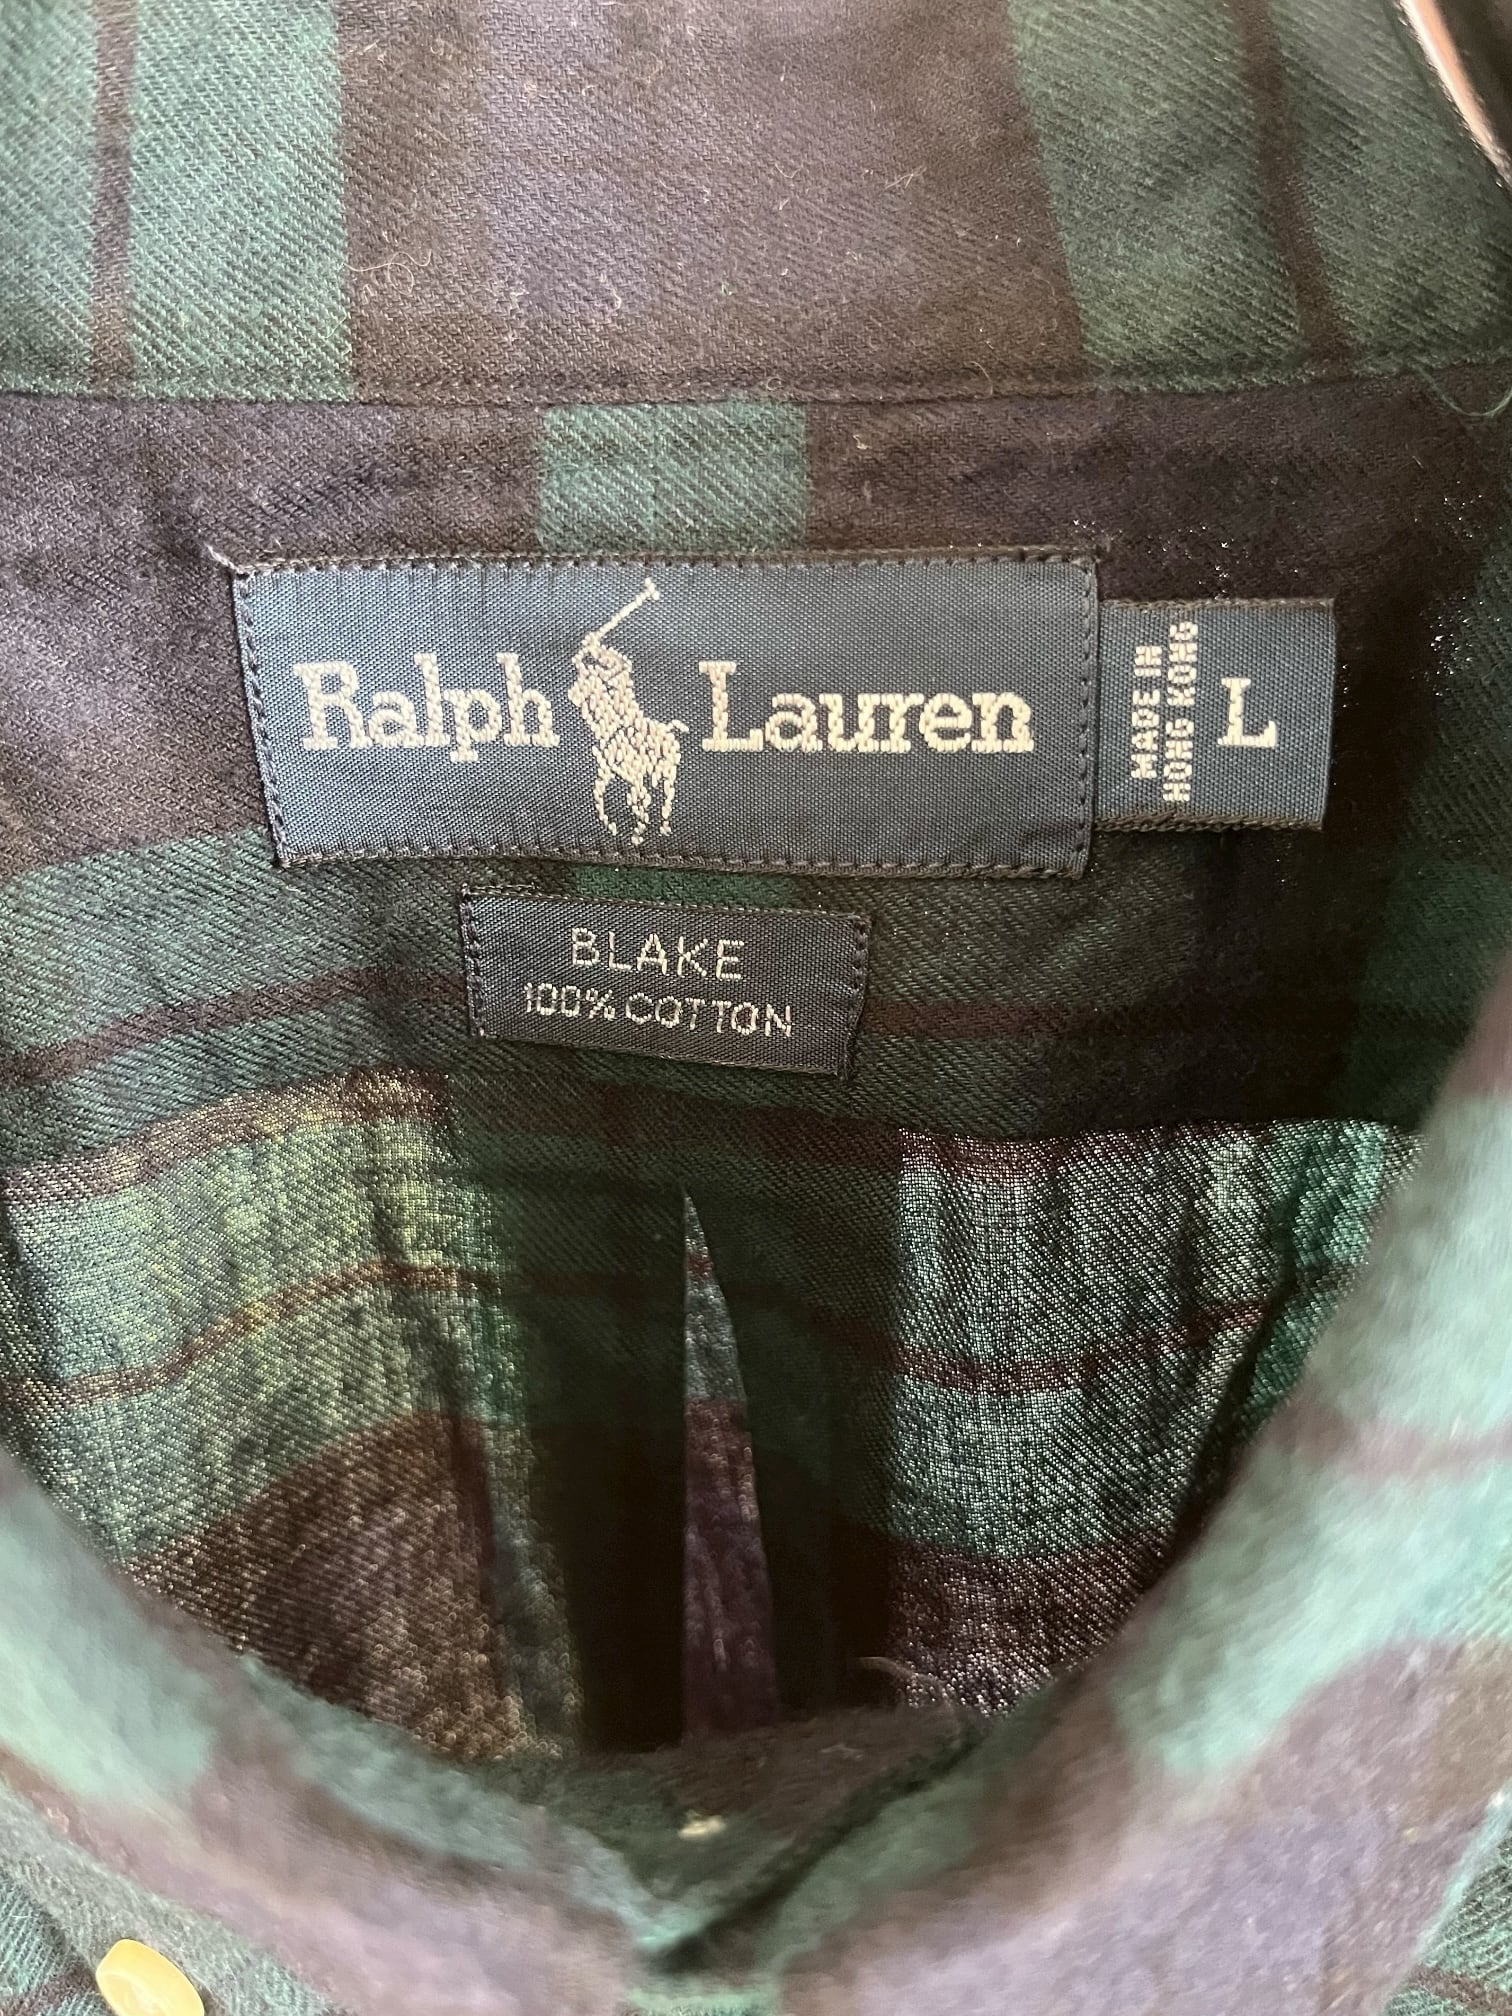 Ralph Lauren
MADE IN
HONG KONG
L
BLAKE
100% COTTON